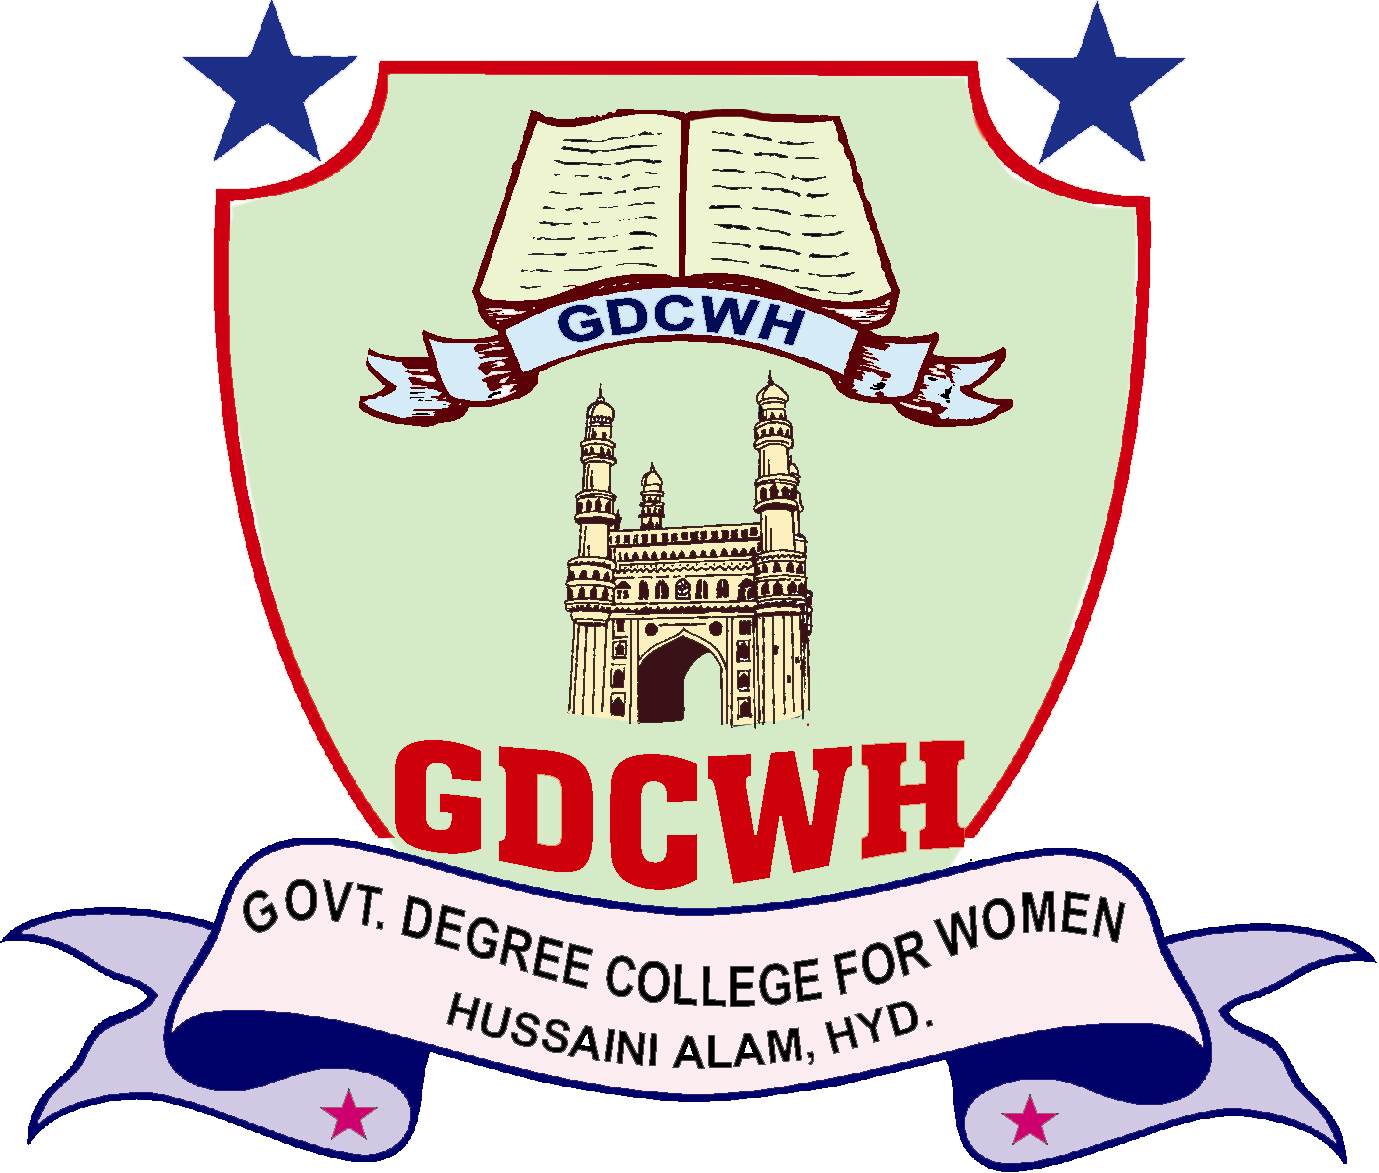 GDCWH
GDCWH
GOVT. DEGREE COLLEGE FOR WOMEN
HUSSAINI ALAM, HYD.